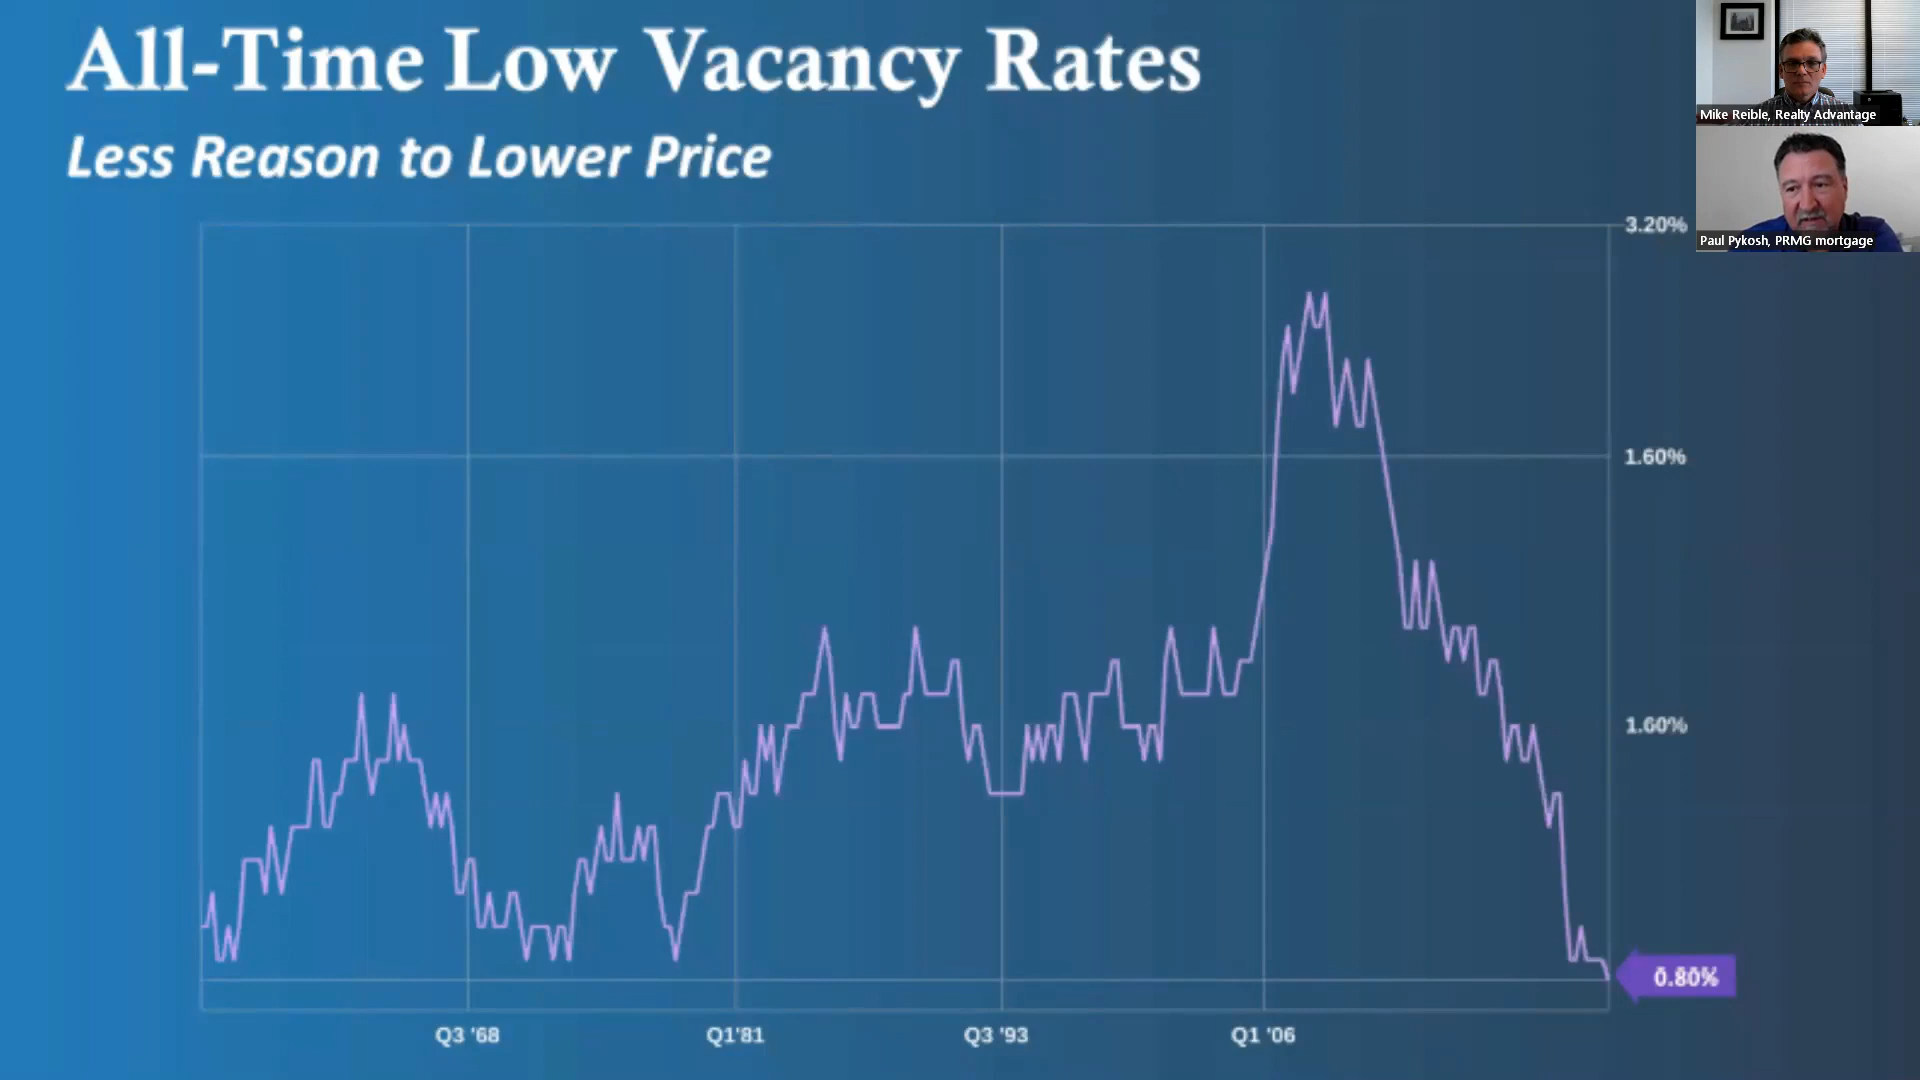 All-Time Low Vacancy Rates
Less Reason to Lower Price
Mike Reible, Realty Advantage
Paul Pykosh, PRMG mortgage
3.20%
1.60%
1.60%
0.80%
Q3 '68
Q1'81
Q3 '93
Q1 '06